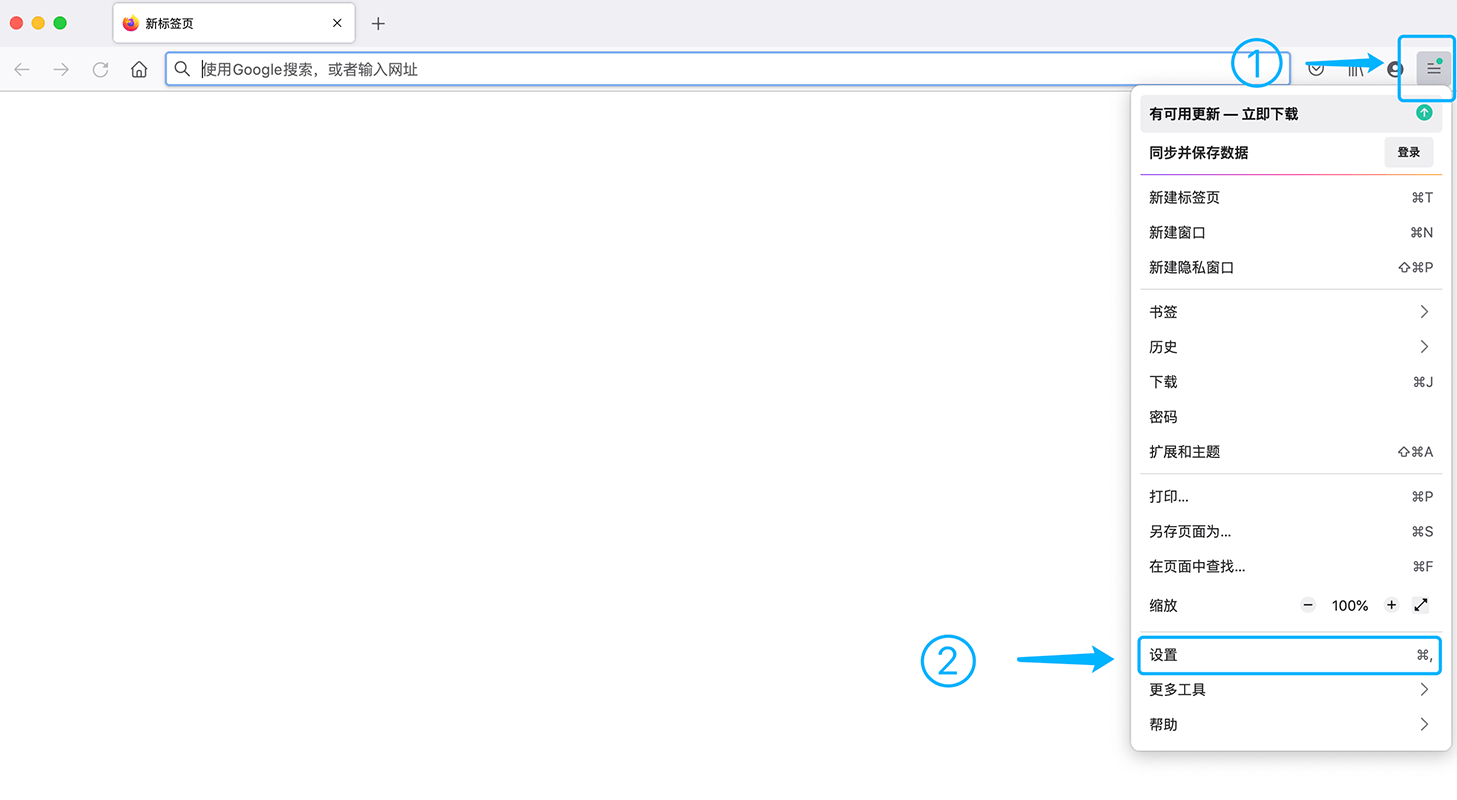 新标签页
使用Google搜索，或者输入网址
①
有可用更新 — 立即下载
同步并保存数据 登录
新建标签页 ⌘T
新建窗口 ⌘N
新建隐私窗口 ⇧⌘P
书签
历史
下载 ⌘J
密码
扩展和主题 ⇧⌘A
打印... ⌘P
另存页面为... ⌘S
在页面中查找... ⌘F
缩放 − 100% +
② 设置 ⌘,
更多工具
帮助